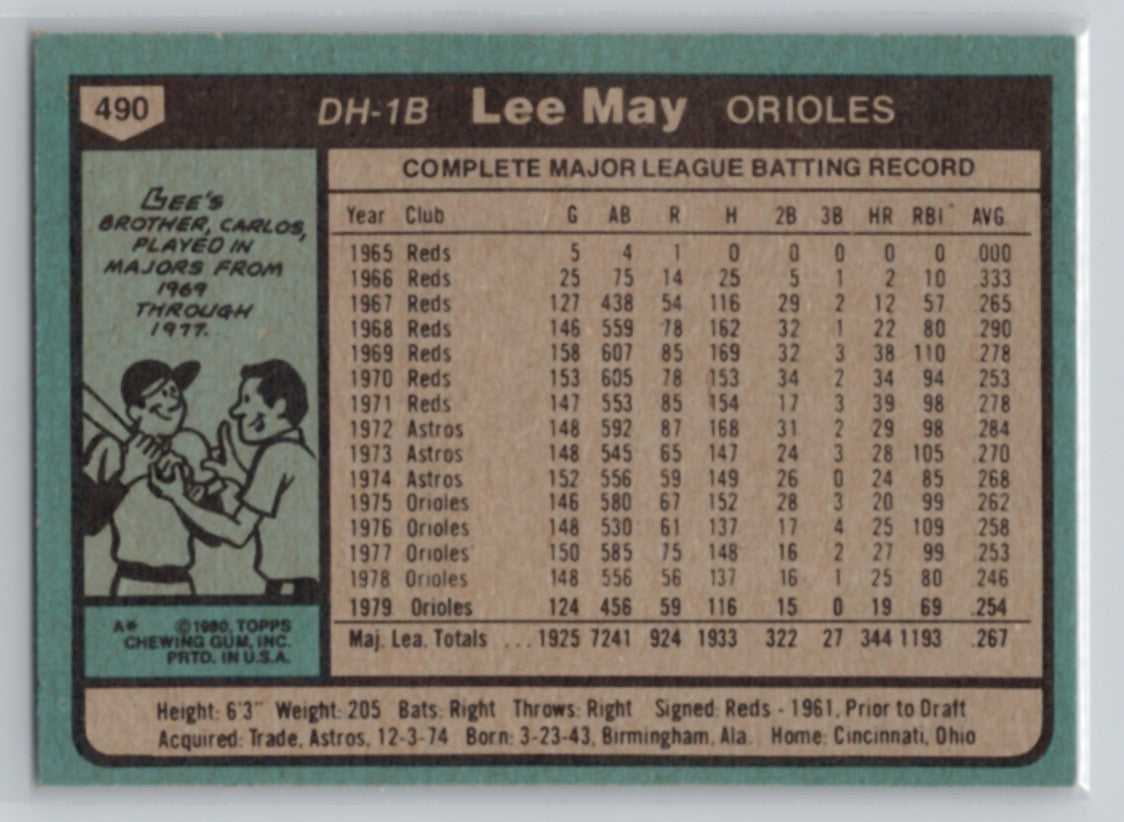 490 DH-1B Lee May ORIOLES
LEE'S
BROTHER, CARLOS,
PLAYED IN
MAJORS FROM
1969
THROUGH
1977.
A* ©1980, TOPPS
CHEWING GUM, INC.
PRTD. IN U.S.A.
COMPLETE MAJOR LEAGUE BATTING RECORD
Year Club G AB R H 2B 3B HR RBI AVG.
1965 Reds 5 4 1 0 0 0 0 0 .000
1966 Reds 25 75 14 25 5 1 2 10 .333
1967 Reds 127 438 54 116 29 2 12 57 .265
1968 Reds 146 559 78 162 32 1 22 80 .290
1969 Reds 158 607 85 169 32 3 38 110 .278
1970 Reds 153 605 78 153 34 2 34 94 .253
1971 Reds 147 553 85 154 17 3 39 98 .278
1972 Astros 148 592 87 168 31 2 29 98 .284
1973 Astros 148 545 65 147 24 3 28 105 .270
1974 Astros 152 556 59 149 26 0 24 85 .268
1975 Orioles 146 580 67 152 28 3 20 99 .262
1976 Orioles 148 530 61 137 17 4 25 109 .258
1977 Orioles 150 585 75 148 16 2 27 99 .253
1978 Orioles 148 556 56 137 16 1 25 80 .246
1979 Orioles 124 456 59 116 15 0 19 69 .254
Maj. Lea. Totals ... 1925 7241 924 1933 322 27 344 1193 .267
Height: 6'3" Weight: 205 Bats: Right Throws: Right Signed: Reds - 1961, Prior to Draft
Acquired: Trade, Astros, 12-3-74 Born: 3-23-43, Birmingham, Ala. Home: Cincinnati, Ohio